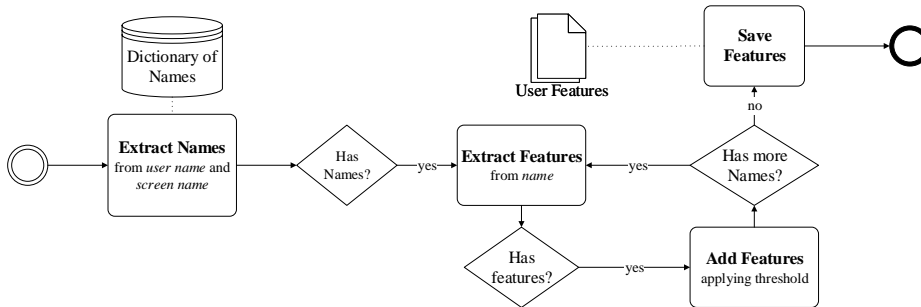 Dictionary of
Names
Extract Names
from user name and
screen name
Has
Names?
yes
Extract Features
from name
Has
features?
yes
Add Features
applying threshold
Has more
Names?
yes
no
Save
Features
User Features